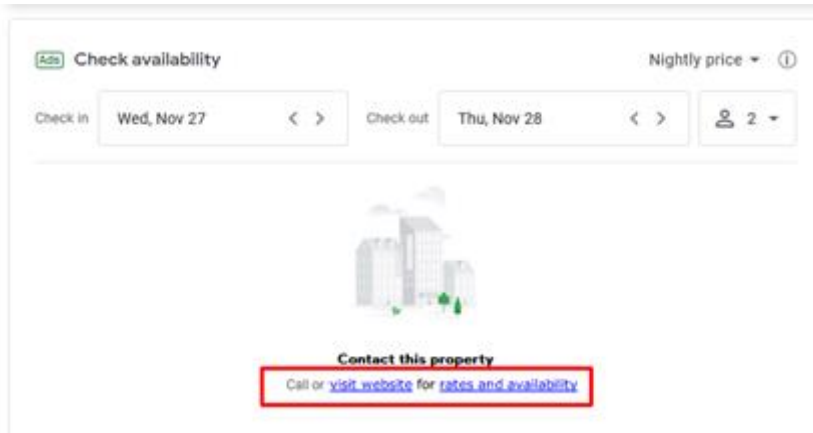 Ads Check availability Nightly price
Check in Wed, Nov 27 Check out Thu, Nov 28 2
Contact this property
Call or visit website for rates and availability